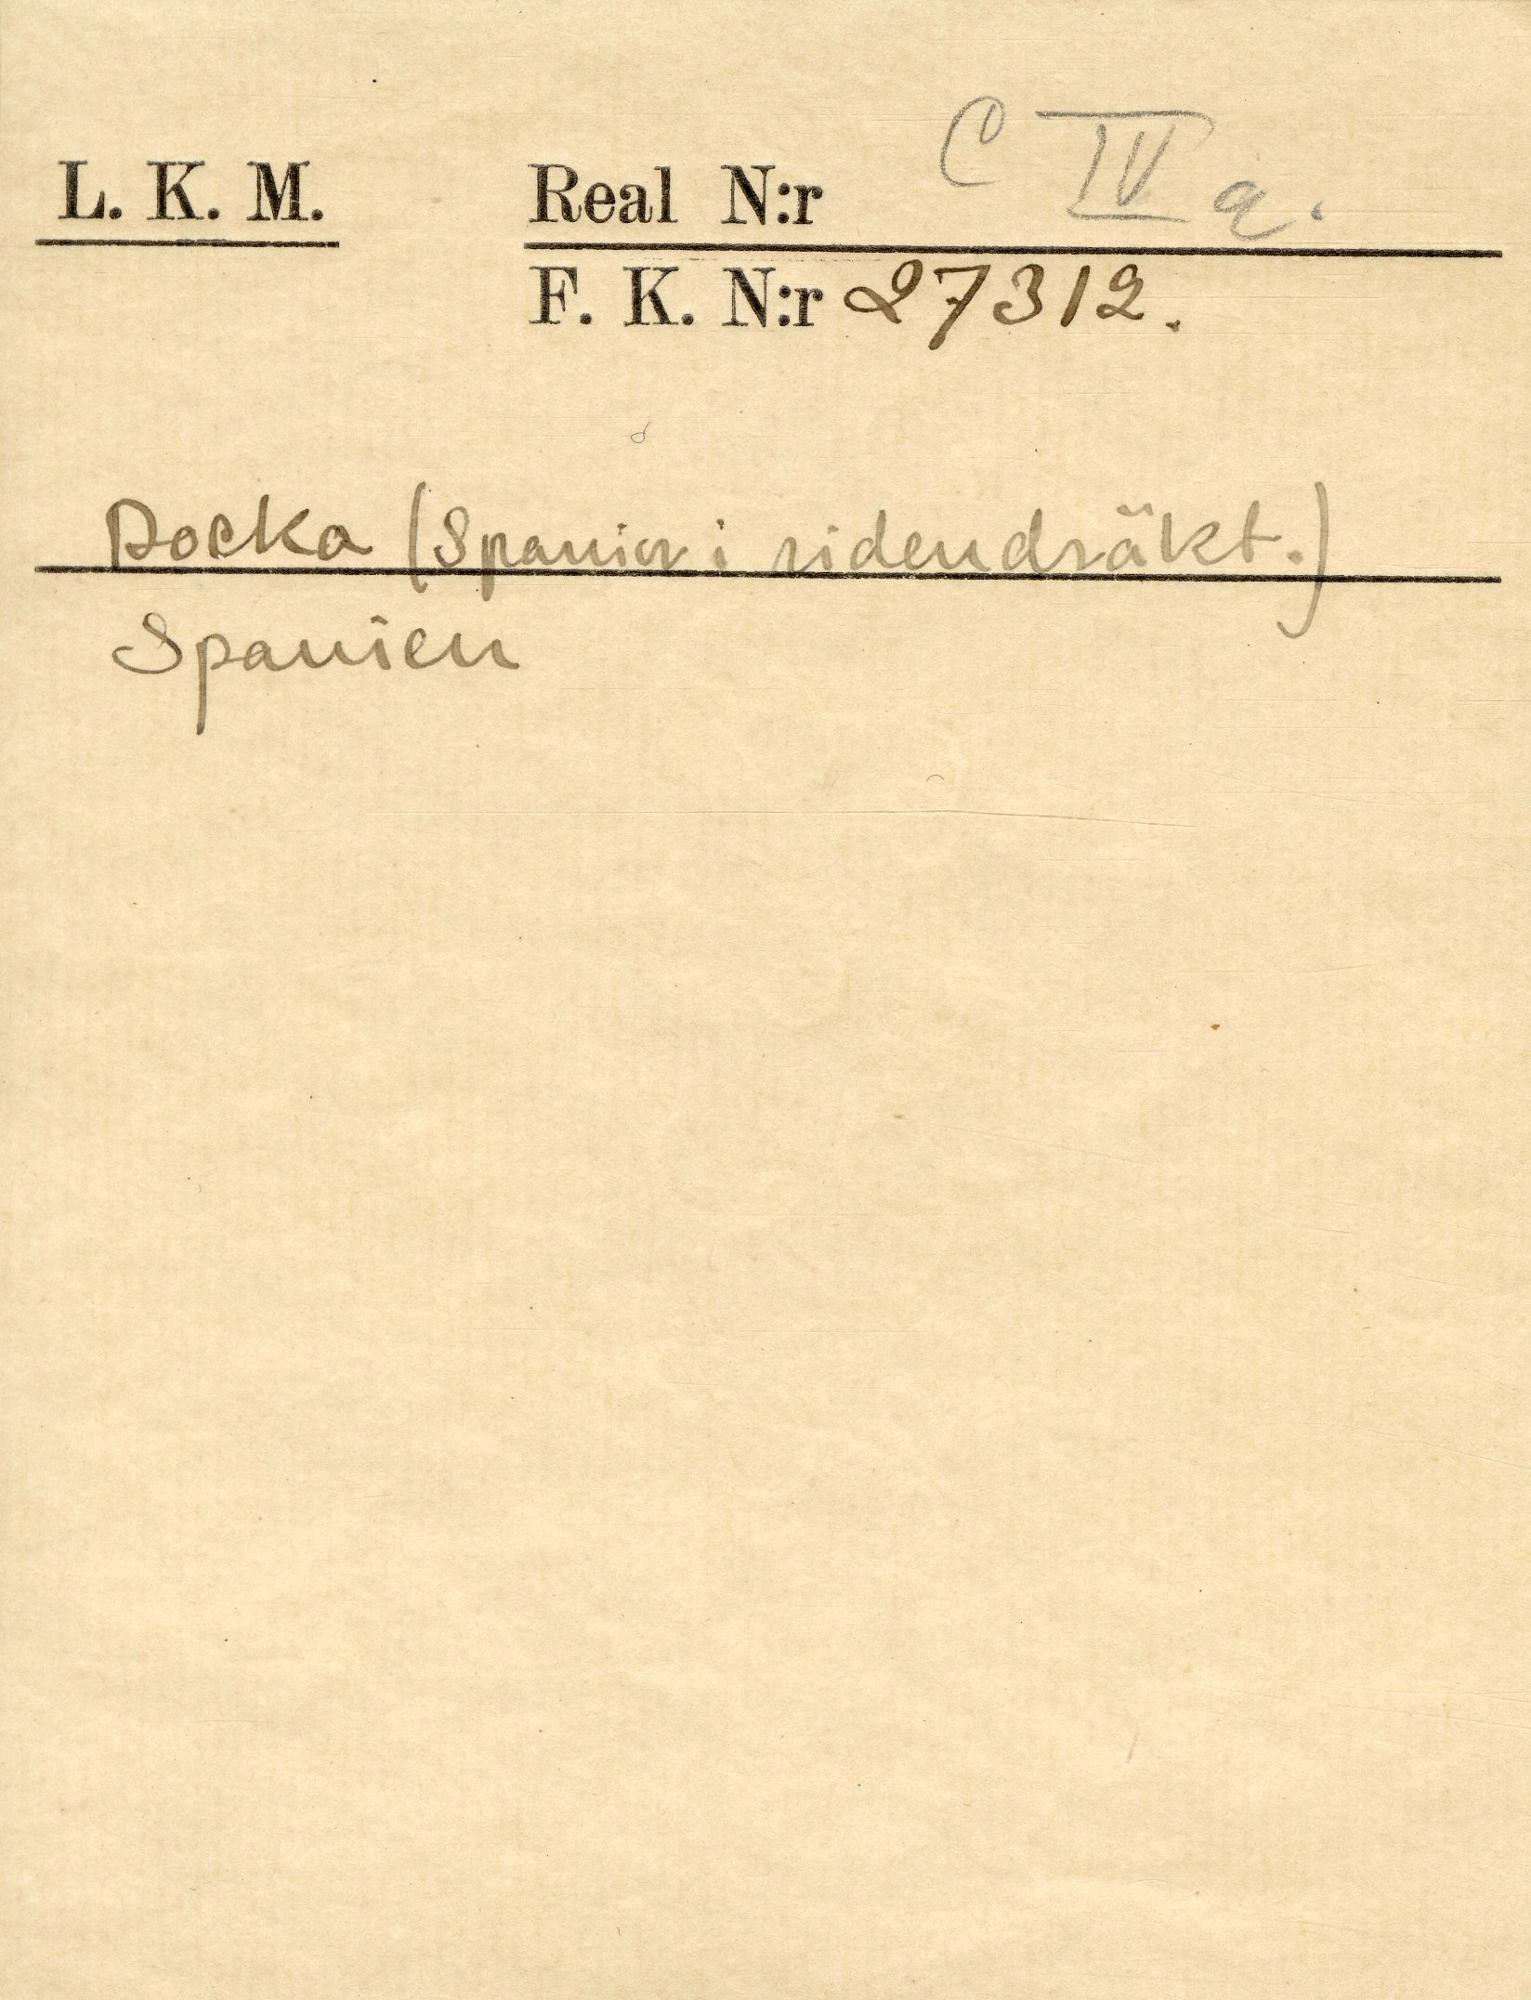 L. K. M. Real N:r C IV a.
F. K. N:r 27312.
Docka (Spanior i ridendräkt.)
Spanien